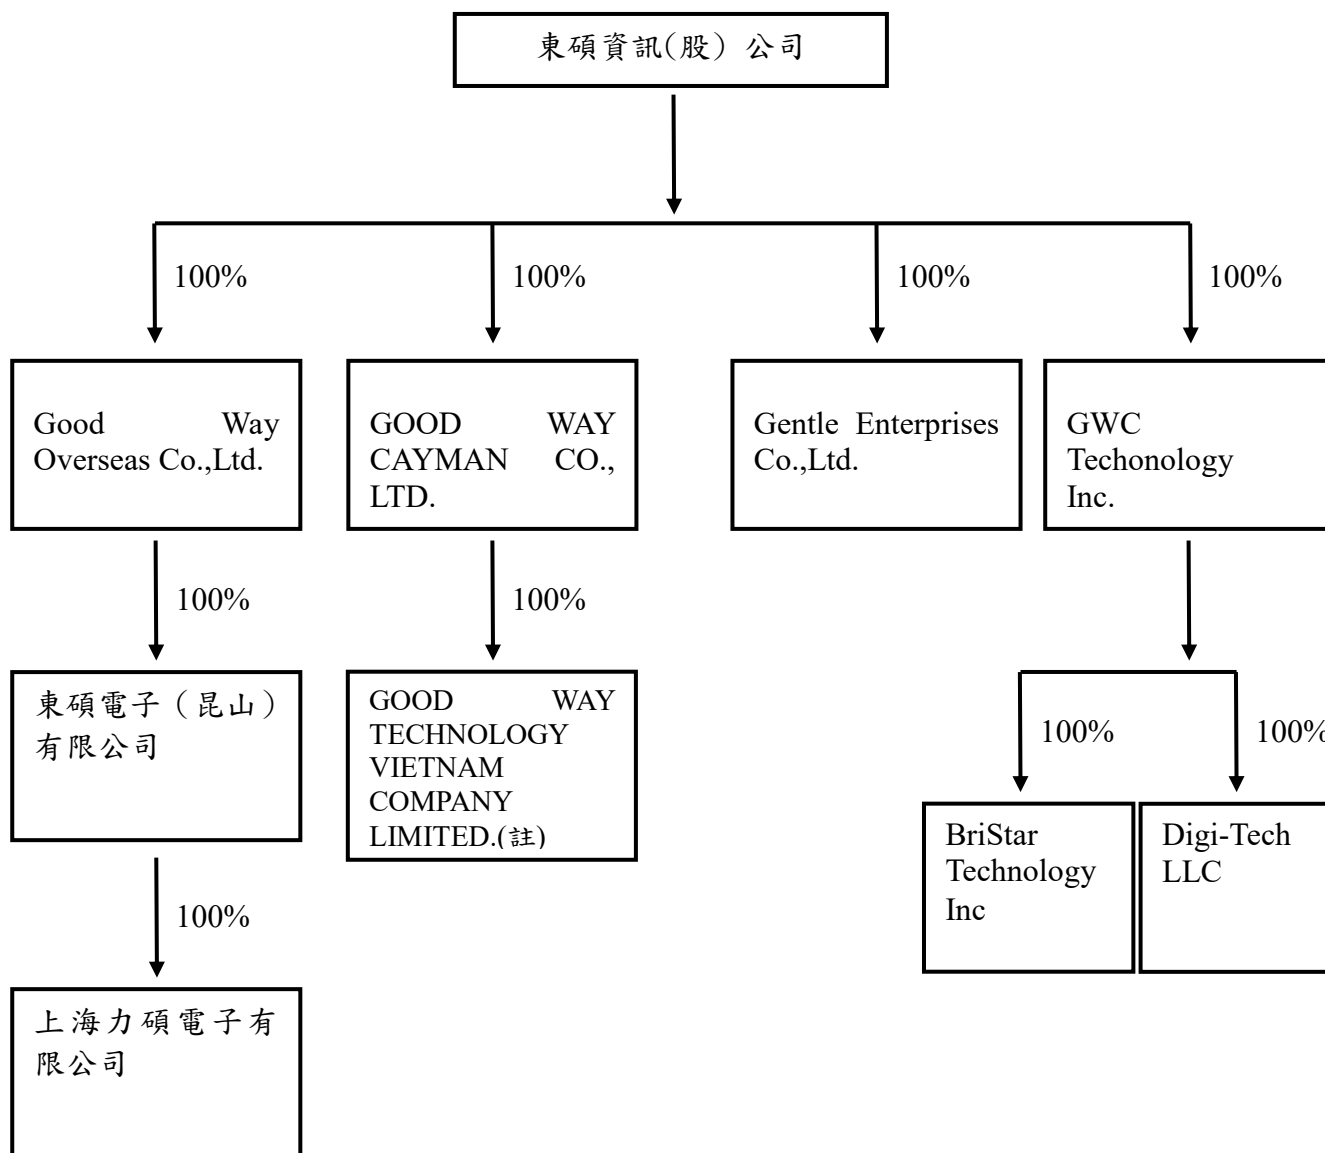 東碩資訊(股）公司
100%
100%
100%
100%
Good Way
Overseas Co.,Ltd.
GOOD WAY
CAYMAN CO.,
LTD.
Gentle Enterprises
Co.,Ltd.
GWC
Techonology
Inc.
100%
100%
東碩電子（昆山）
有限公司
GOOD WAY
TECHNOLOGY
VIETNAM
COMPANY
LIMITED.(註)
100%
100%
BriStar
Technology
Inc
Digi-Tech
LLC
100%
上海力碩電子有
限公司